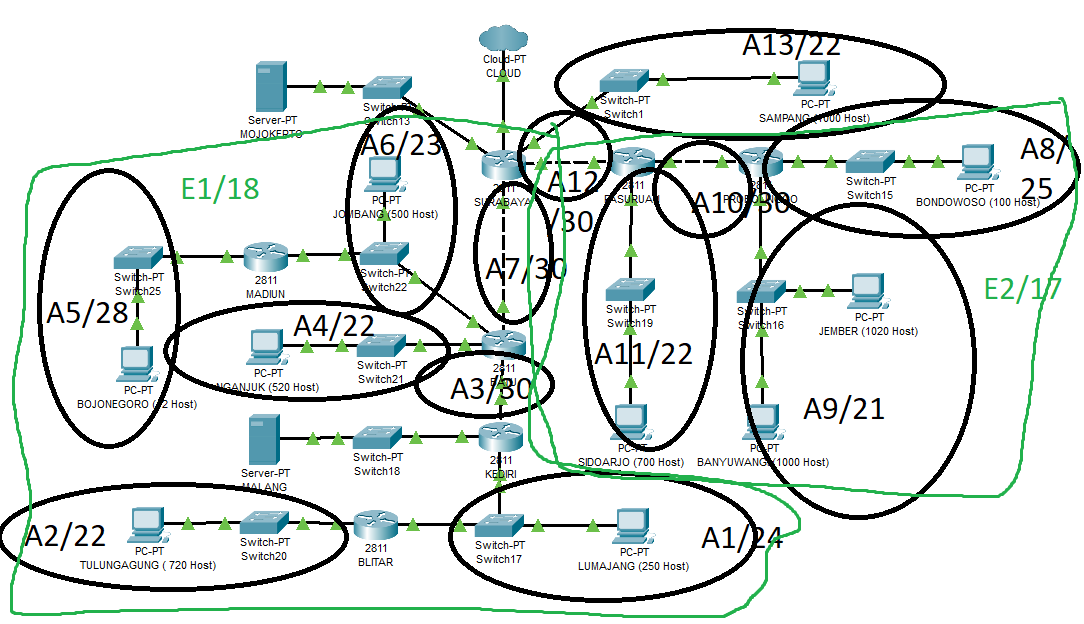 Cloud-PT
CLOUD
A13/22
Switch-PT
Switch1
PC-PT
SAMPANG (1000 Host)
Server-PT
MOJOKERTO
Switch-PT
Switch13
A6/23
PC-PT
JOMBANG (500 Host)
Switch-PT
Switch22
2811
SURABAYA
A12
/30
2811
PASURUAN
A10/30
2811
PROBOLINGGO
Switch-PT
Switch15
A8/
25
PC-PT
BONDOWOSO (100 Host)
E1/18
E2/17
Switch-PT
Switch25
A5/28
PC-PT
BOJONEGORO (12 Host)
2811
MADIUN
A7/30
A4/22
PC-PT
NGANJUK (520 Host)
Switch-PT
Switch21
2811
BATU
A3/30
Switch-PT
Switch19
A11/22
PC-PT
SIDOARJO (700 Host)
Switch-PT
Switch16
PC-PT
JEMBER (1020 Host)
A9/21
PC-PT
BANYUWANGI (1000 Host)
Server-PT
MALANG
Switch-PT
Switch18
2811
KEDIRI
A2/22
PC-PT
TULUNGAGUNG ( 720 Host)
Switch-PT
Switch20
2811
BLITAR
Switch-PT
Switch17
PC-PT
LUMAJANG (250 Host)
A1/24